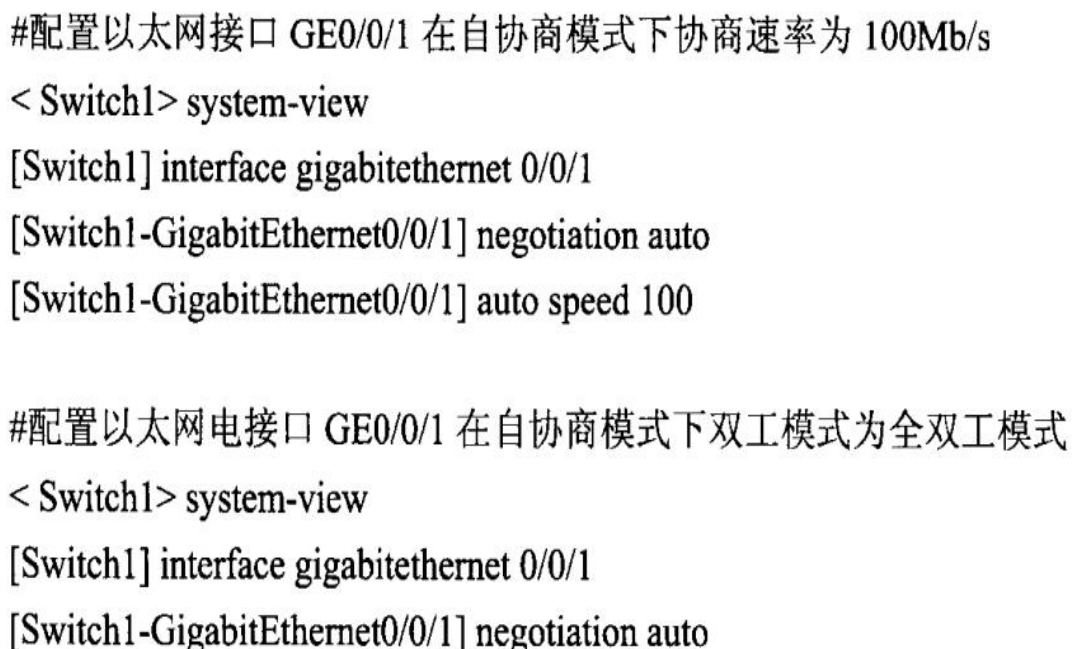 #配置以太网接口 GE0/0/1 在自协商模式下协商速率为 100Mb/s
< Switch1> system-view
[Switch1] interface gigabitethernet 0/0/1
[Switch1-GigabitEthernet0/0/1] negotiation auto
[Switch1-GigabitEthernet0/0/1] auto speed 100
#配置以太网电接口 GE0/0/1 在自协商模式下双工模式为全双工模式
< Switch1> system-view
[Switch1] interface gigabitethernet 0/0/1
[Switch1-GigabitEthernet0/0/1] negotiation auto